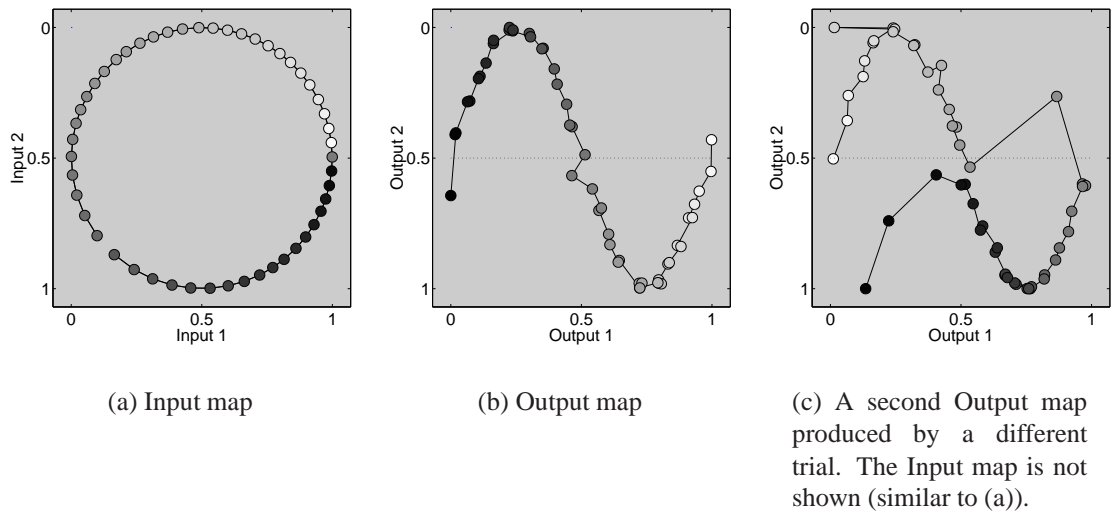 0
0.5
1
Input 2
0
0.5
1
Input 1
0
0.5
1
Output 2
0
0.5
1
Output 1
0
0.5
1
Output 2
0
0.5
1
Output 1
(a) Input map
(b) Output map
(c) A second Output map
produced by a different
trial. The Input map is not
shown (similar to (a)).